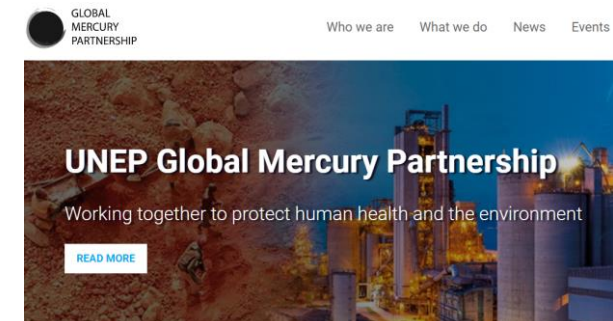 GLOBAL
MERCURY
PARTNERSHIP
Who we are What we do News Events
UNEP Global Mercury Partnership
Working together to protect human health and the environment
READ MORE